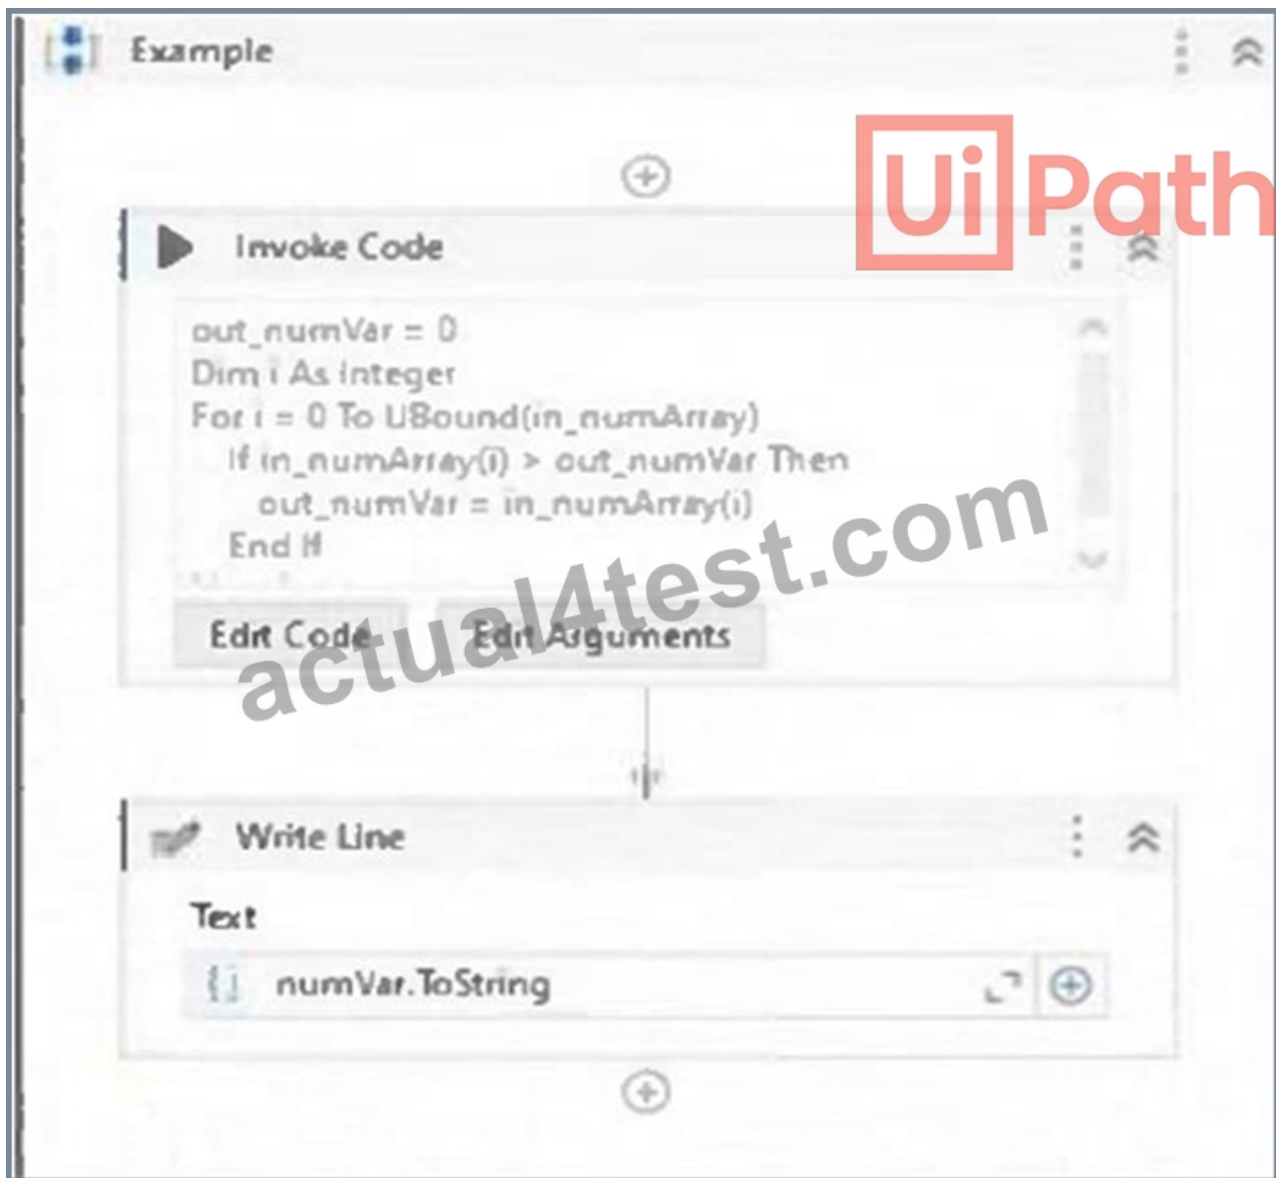 Example
UiPath
Invoke Code
out_numVar = 0
Dim i As Integer
For i = 0 To UBound(in_numArray)
If in_numArray(i) > out_numVar Then
out_numVar = in_numArray(i)
End If
Edit Code Edit Arguments
actual4test.com
Write Line
Text
numVar.ToString